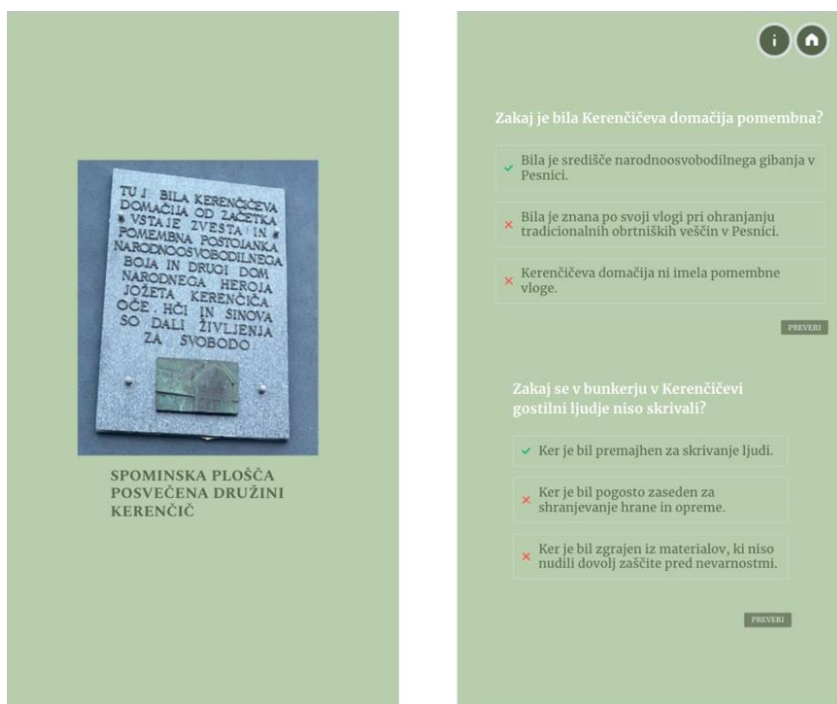 TU J BILA KERENČIČEVA
DOMAČIJA OD ZAČETKA
VSTAJE ZVESTA IN
POMEMBNA POSTOJANKA
NARODNOOSVOBODILNEGA
BOJA IN DRUGI DOM
NARODNEGA HEROJA
JOŽETA KERENČIČA
OČE, HČI IN SINOVA
SO DALI ŽIVLJENJA
ZA SVOBODO
SPOMINSKA PLOŠČA
POSVEČENA DRUŽINI
KERENČIČ
i
Zakaj je bila Kerenčičeva domačija pomembna?
Bila je središče narodnoosvobodilnega gibanja v
Pesnici.
Bila je znana po svoji vlogi pri ohranjanju
tradicionalnih obrtniških veščin v Pesnici.
Kerenčičeva domačija ni imela pomembne
vloge.
PREVERI
Zakaj se v bunkerju v Kerenčičevi
gostilni ljudje niso skrivali?
Ker je bil premajhen za skrivanje ljudi.
Ker je bil pogosto zaseden za
shranjevanje hrane in opreme.
Ker je bil zgrajen iz materialov, ki niso
nudili dovolj zaščite pred nevarnostmi.
PREVERI